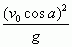 (v₀ cos a)²
g